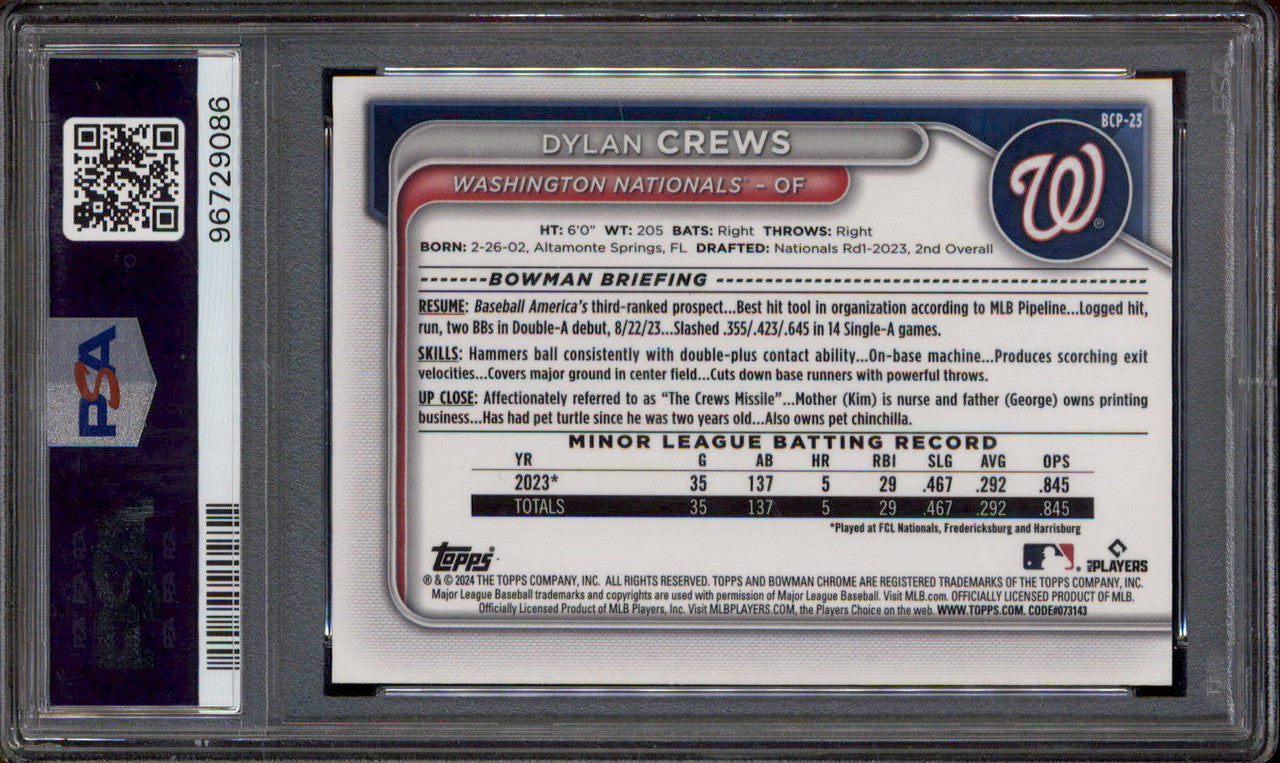 96729086
PSA
BCP-23
DYLAN CREWS
W
WASHINGTON NATIONALS - OF
HT: 6'0" WT: 205 BATS: Right THROWS: Right
BORN: 2-26-02, Altamonte Springs, FL DRAFTED: Nationals Rd1-2023, 2nd Overall
BOWMAN BRIEFING
RESUME: Baseball America's third-ranked prospect...Best hit tool in organization according to MLB Pipeline...Logged hit,
run, two BBs in Double-A debut, 8/22/23...Slashed .355/.423/.645 in 14 Single-A games.
SKILLS: Hammers ball consistently with double-plus contact ability...On-base machine...Produces scorching exit
velocities...Covers major ground in center field...Cuts down base runners with powerful throws.
UP CLOSE: Affectionately referred to as "The Crews Missile"...Mother (Kim) is nurse and father (George) owns printing
business...Has had pet turtle since he was two years old...Also owns pet chinchilla.
MINOR LEAGUE BATTING RECORD
YR G AB HR RBI SLG AVG OPS
2023* 35 137 5 29 .467 .292 .845
TOTALS 35 137 5 29 .467 .292 .845
*Played at FCL Nationals, Fredericksburg and Harrisburg
topps
MLB PLAYERS
® & © 2024 THE TOPPS COMPANY, INC. ALL RIGHTS RESERVED. TOPPS AND BOWMAN CHROME ARE REGISTERED TRADEMARKS OF THE TOPPS COMPANY, INC.
Major League Baseball trademarks and copyrights are used with permission of Major League Baseball. Visit MLB.com. OFFICIALLY LICENSED PRODUCT OF MLB.
Officially Licensed Product of MLB Players, Inc. Visit MLBPLAYERS.COM, the Players Choice on the web. WWW.TOPPS.COM. CODE#073143